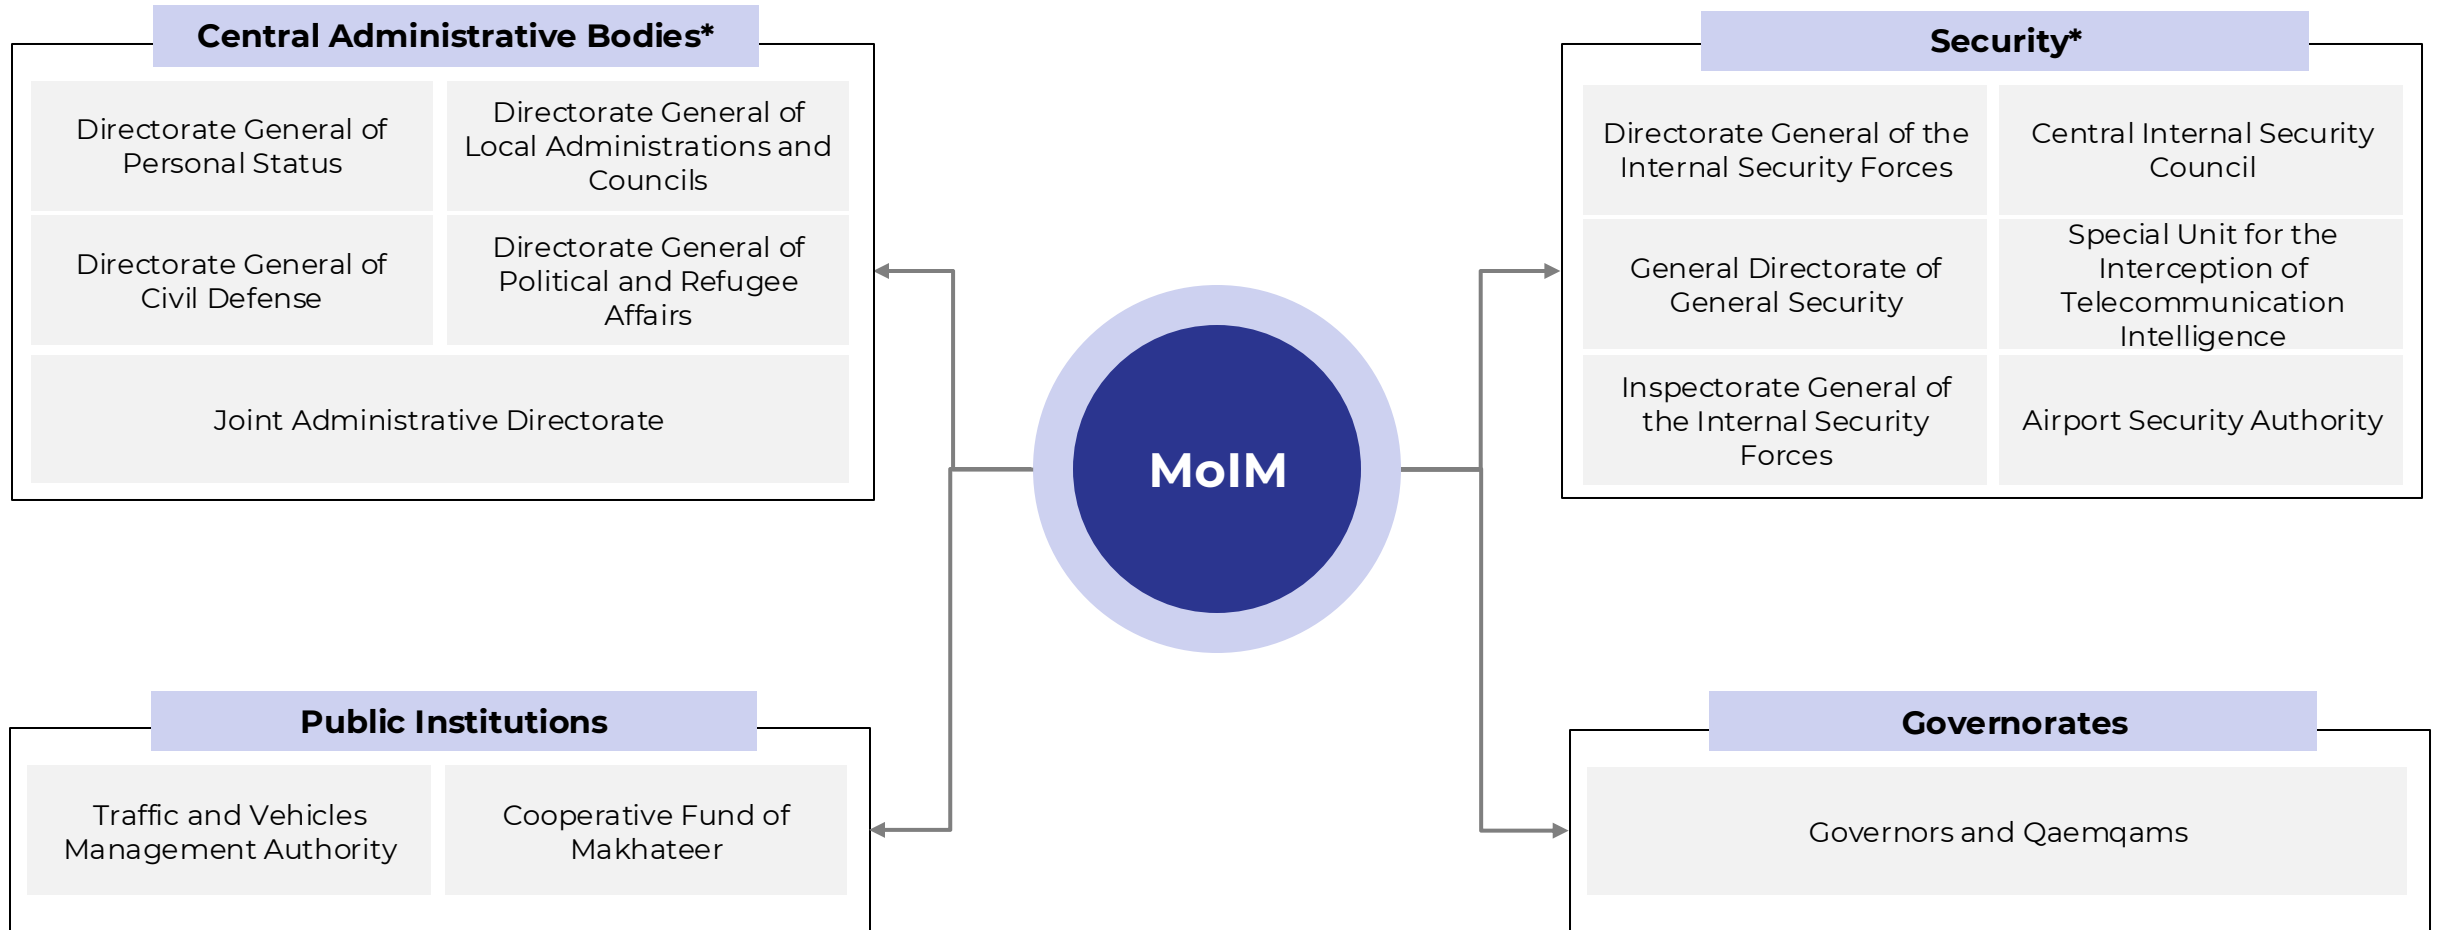 Central Administrative Bodies*
Directorate General of
Personal Status
Directorate General of
Local Administrations and
Councils
Directorate General of
Civil Defense
Directorate General of
Political and Refugee
Affairs
Joint Administrative Directorate
Security*
Directorate General of the
Internal Security Forces
Central Internal Security
Council
General Directorate of
General Security
Special Unit for the
Interception of
Telecommunication
Intelligence
Inspectorate General of
the Internal Security
Forces
Airport Security Authority
MoIM
Public Institutions
Traffic and Vehicles
Management Authority
Cooperative Fund of
Makhateer
Governorates
Governors and Qaemqams